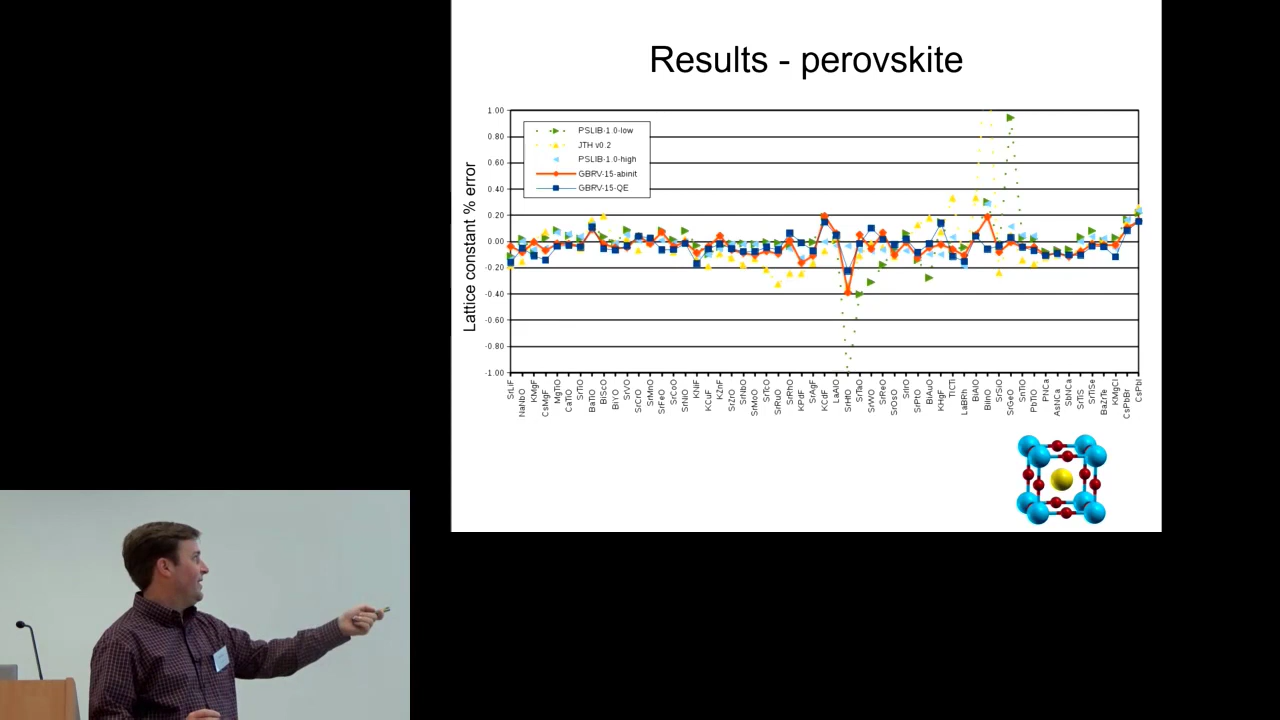 Results - perovskite
Lattice constant % error
1.00
0.80
0.60
0.40
0.20
0.00
-0.20
-0.40
-0.60
-0.80
-1.00
PSLIB-1.0-low
JTH v0.2
PSLIB-1.0-high
GBRV-15-abinit
GBRV-15-QE
SrLiF
NaNbO
KMgF
CsMgF
MgTiO
CaTiO
SrTiO
BaTiO
BiScO
BiYO
SrVO
SrCrO
SrMnO
SrFeO
SrCoO
SrNiO
KNiF
KCuF
KZnF
SrZrO
SrNbO
SrMoO
SrTcO
SrRuO
SrRhO
KPdF
SrAgF
KCdF
LaAlO
SrHfO
SrTaO
SrWO
SrReO
SrOsO
SrIrO
SrPtO
BiAuO
KHgF
TlCTi
LaBRh
BiAlO
BiInO
SrSiO
SrGeO
SnTiO
PbTiO
PNCa
AsNCa
SbNCa
SrTiS
SrTiSe
BaZrTe
KMgCl
CsPbBr
CsPbI